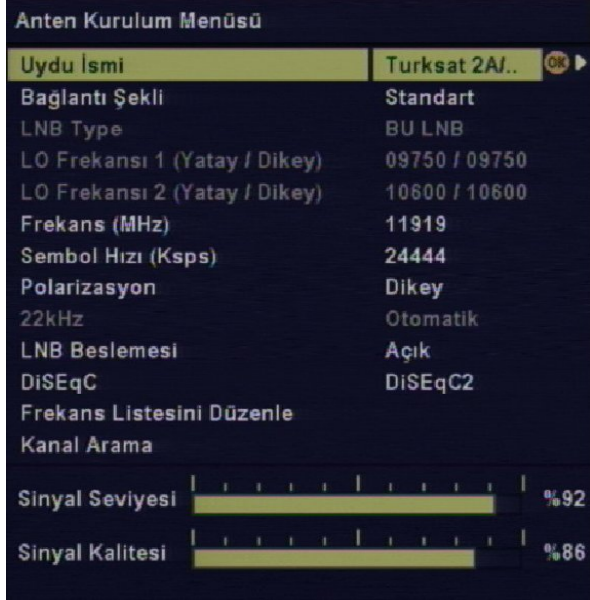 Anten Kurulum Menüsü
Uydu İsmi Turksat 2A/.. OK
Bağlantı Şekli Standart
LNB Type BU LNB
LO Frekansı 1 (Yatay / Dikey) 09750 / 09750
LO Frekansı 2 (Yatay / Dikey) 10600 / 10600
Frekans (MHz) 11919
Sembol Hızı (Ksps) 24444
Polarizasyon Dikey
22kHz Otomatik
LNB Beslemesi Açık
DiSEqC DiSEqC2
Frekans Listesini Düzenle
Kanal Arama
Sinyal Seviyesi %92
Sinyal Kalitesi %86